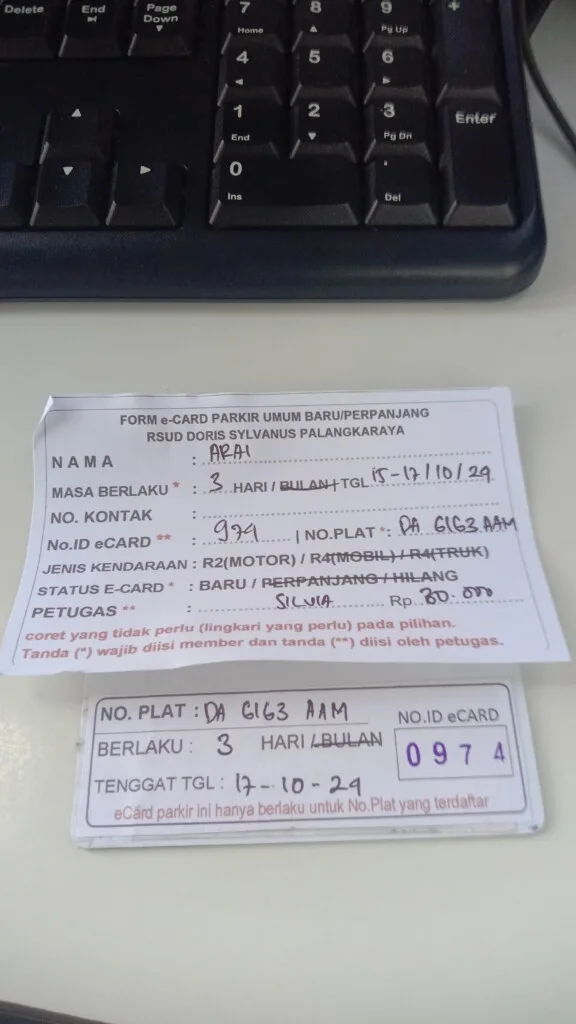 Delete End Page Down 7 Home 8 9 Pg Up +
4 5 6
1 End 2 3 Pg Dn Enter
0 Ins . Del
FORM e-CARD PARKIR UMUM BARU/PERPANJANG
RSUD DORIS SYLVANUS PALANGKARAYA
NAMA : ARAI
MASA BERLAKU * : 3 HARI / BULAN / TGL 15-17/10/24
NO. KONTAK :
No.ID eCARD ** : 974 | NO.PLAT *: DA 6163 AAM
JENIS KENDARAAN : R2(MOTOR) / R4(MOBIL) / R4(TRUK)
STATUS E-CARD * : BARU / PERPANJANG / HILANG
PETUGAS ** : SILVIA Rp 30.000
coret yang tidak perlu (lingkari yang perlu) pada pilihan.
Tanda (*) wajib diisi member dan tanda (**) diisi oleh petugas.
NO. PLAT : DA 6163 AAM
NO.ID eCARD
BERLAKU : 3 HARI / BULAN
0974
TENGGAT TGL : 17-10-24
eCard parkir ini hanya berlaku untuk No.Plat yang terdaftar